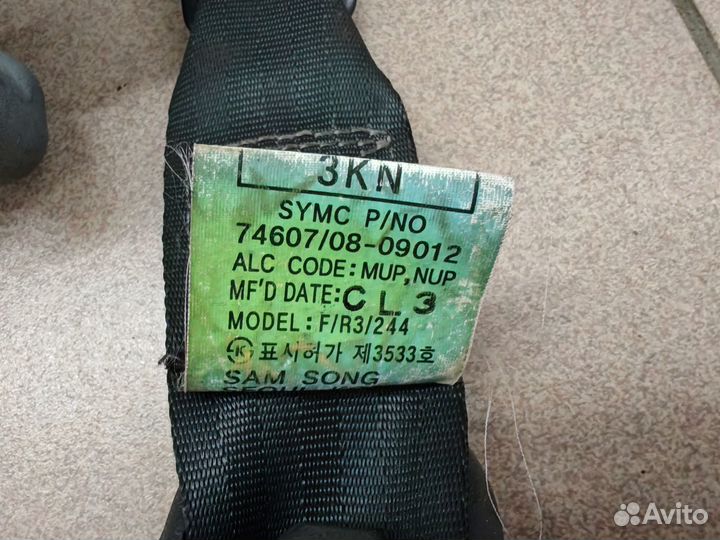 3KN
SYMC P/NO
74607/08-09012
ALC CODE: MUP, NUP
MF'D DATE: CL3
MODEL: F/R3/244
K 표시허가 제3533호
SAM SONG
Avito